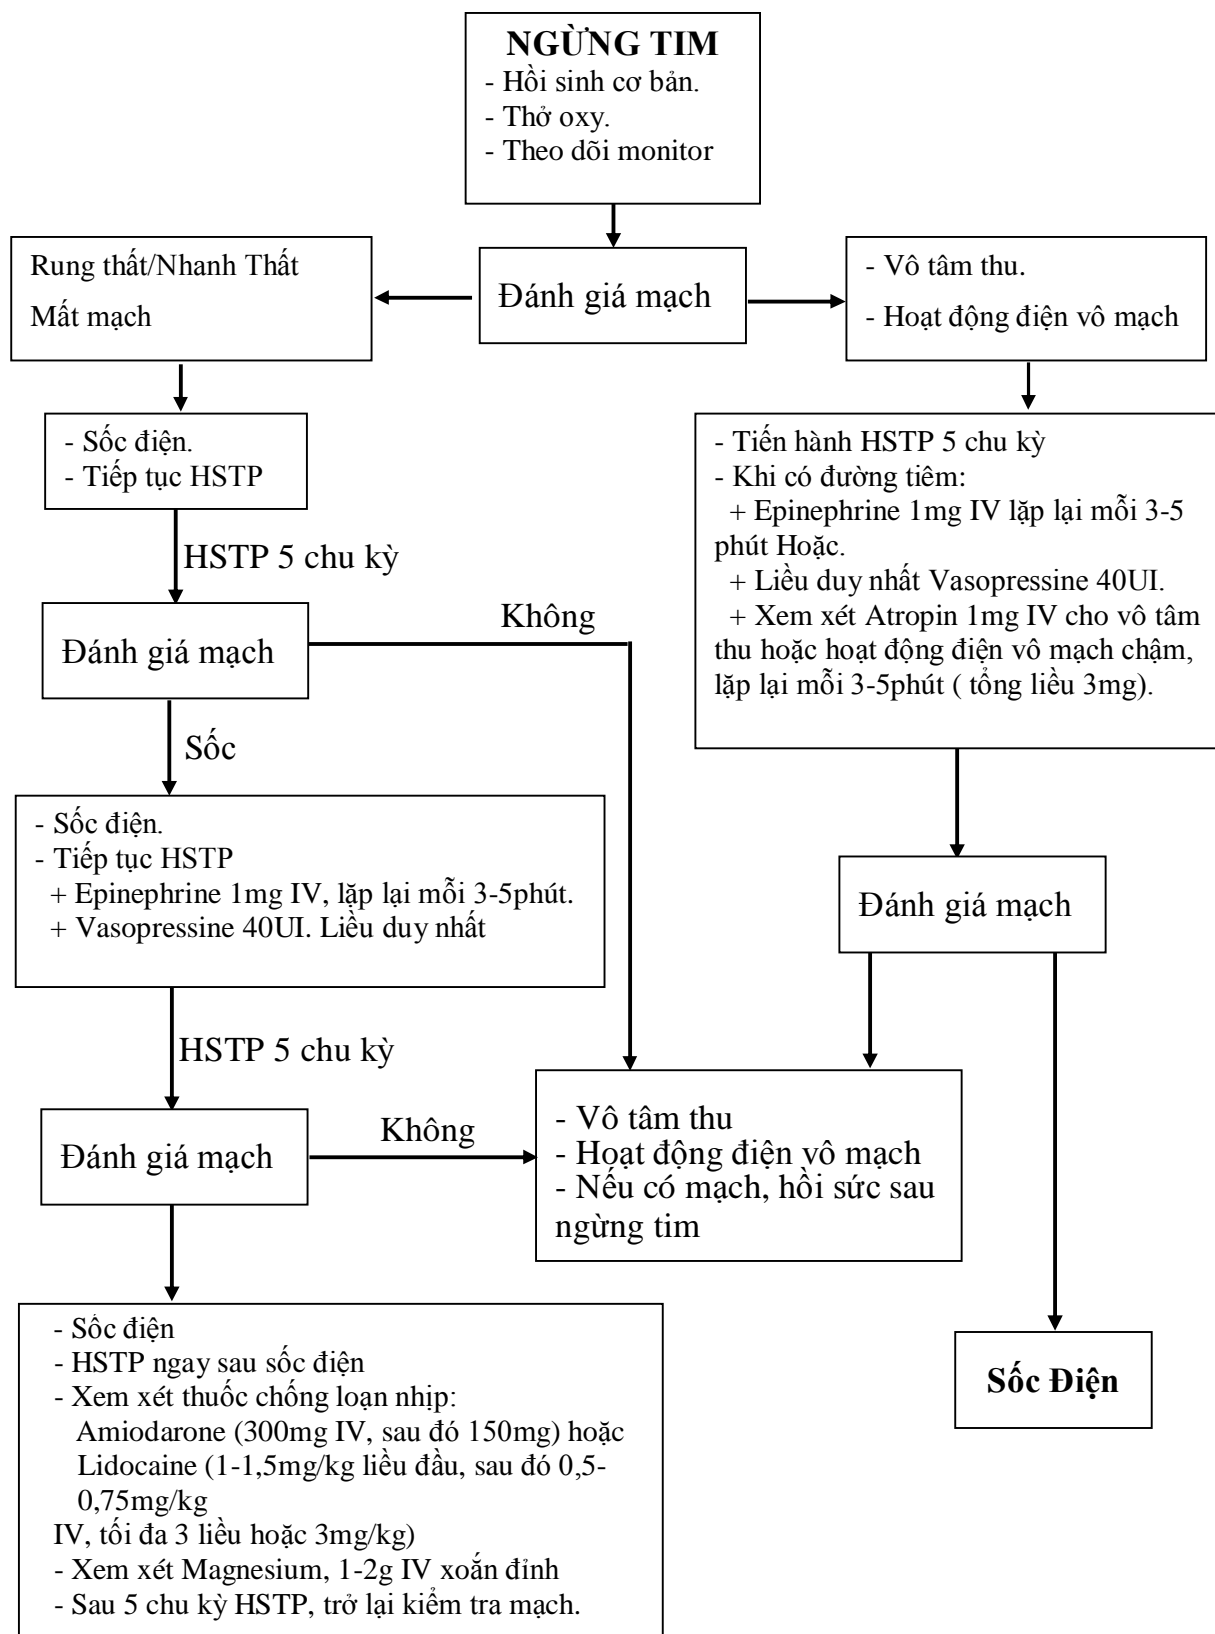 NGỪNG TIM
- Hồi sinh cơ bản.
- Thở oxy.
- Theo dõi monitor
Rung thất/Nhanh Thất
Mất mạch
Đánh giá mạch
- Vô tâm thu.
- Hoạt động điện vô mạch
- Sốc điện.
- Tiếp tục HSTP
- Tiến hành HSTP 5 chu kỳ
- Khi có đường tiêm:
+ Epinephrine 1mg IV lặp lại mỗi 3-5
phút Hoặc.
+ Liều duy nhất Vasopressine 40UI.
+ Xem xét Atropin 1mg IV cho vô tâm
thu hoặc hoạt động điện vô mạch chậm,
lặp lại mỗi 3-5phút ( tổng liều 3mg).
HSTP 5 chu kỳ
Đánh giá mạch
Không
Sốc
- Sốc điện.
- Tiếp tục HSTP
+ Epinephrine 1mg IV, lặp lại mỗi 3-5phút.
+ Vasopressine 40UI. Liều duy nhất
Đánh giá mạch
HSTP 5 chu kỳ
Đánh giá mạch
Không
- Vô tâm thu
- Hoạt động điện vô mạch
- Nếu có mạch, hồi sức sau
ngừng tim
- Sốc điện
- HSTP ngay sau sốc điện
- Xem xét thuốc chống loạn nhịp:
Amiodarone (300mg IV, sau đó 150mg) hoặc
Lidocaine (1-1,5mg/kg liều đầu, sau đó 0,5-
0,75mg/kg
IV, tối đa 3 liều hoặc 3mg/kg)
- Xem xét Magnesium, 1-2g IV xoắn đỉnh
- Sau 5 chu kỳ HSTP, trở lại kiểm tra mạch.
Sốc Điện